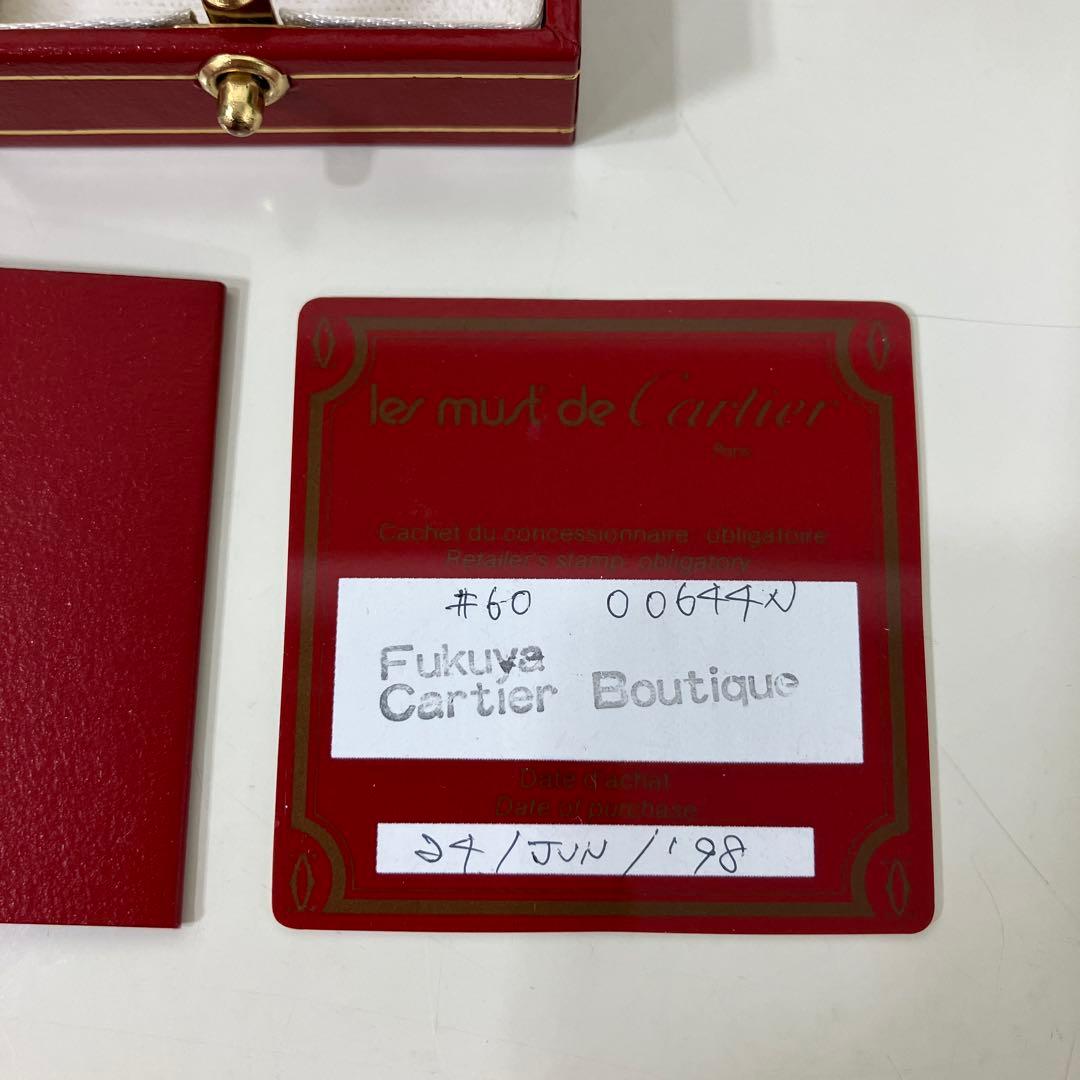 les must de Cartier
Paris
Cachet du concessionnaire obligatoire
Retailer's stamp obligatory
#60 00644N
Fukuya
Cartier Boutique
Date d'achat
Date of purchase
24/JUN/'98